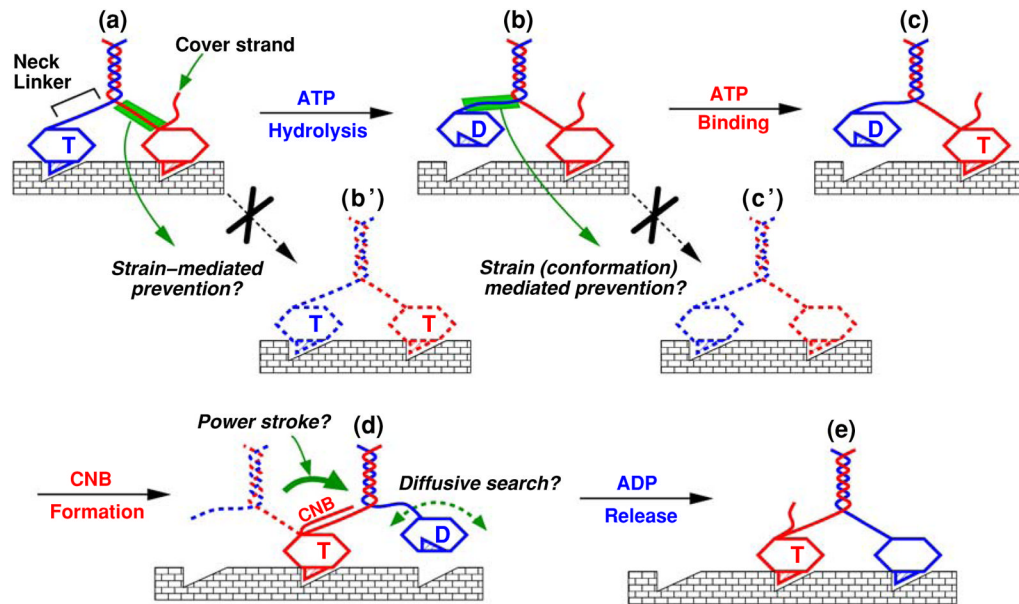 (a)
(b)
(c)
Cover strand
Neck
Linker
ATP
Hydrolysis
ATP
Binding
T
D
D
T
(b’)
(c’)
Strain–mediated
prevention?
Strain (conformation)
mediated prevention?
T
T
Power stroke?
(d)
(e)
CNB
Formation
CNB
Diffusive search?
ADP
Release
T
D
T